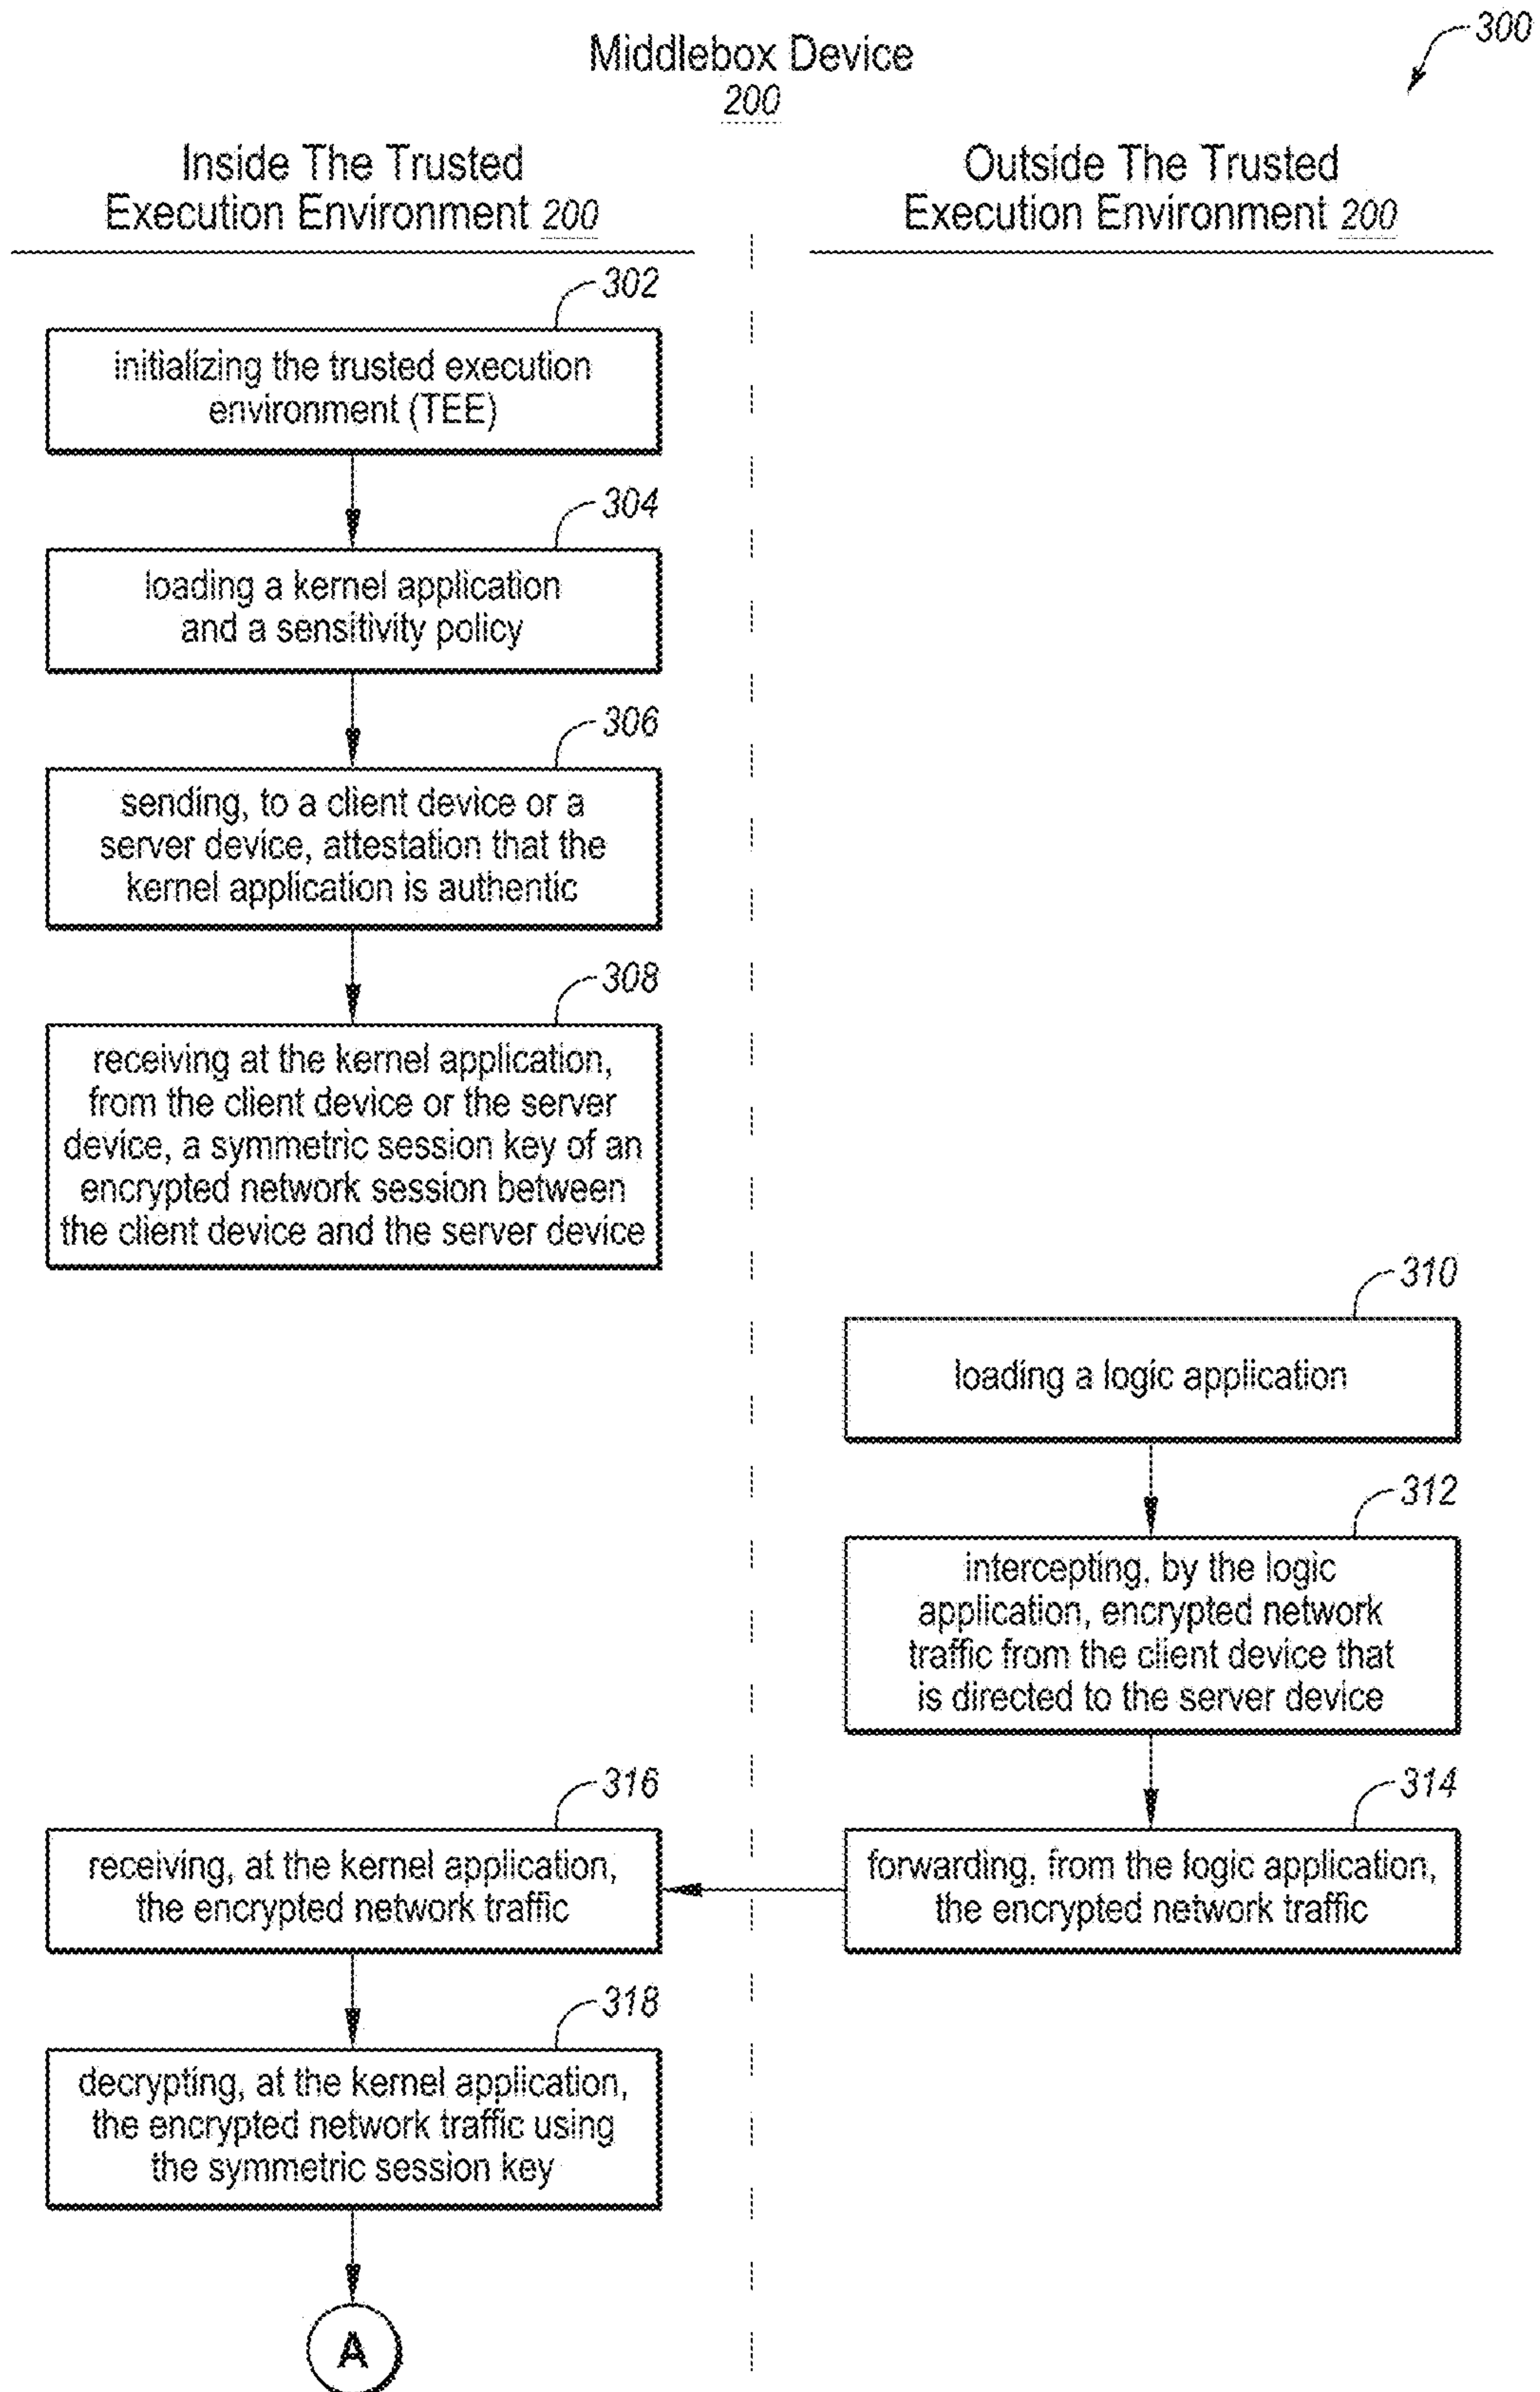 300
Middlebox Device
200
Inside The Trusted
Execution Environment 200
Outside The Trusted
Execution Environment 200
302
initializing the trusted execution
environment (TEE)
304
loading a kernel application
and a sensitivity policy
306
sending, to a client device or a
server device, attestation that the
kernel application is authentic
308
receiving at the kernel application,
from the client device or the server
device, a symmetric session key of an
encrypted network session between
the client device and the server device
310
loading a logic application
312
intercepting, by the logic
application, encrypted network
traffic from the client device that
is directed to the server device
314
forwarding, from the logic application,
the encrypted network traffic
316
receiving, at the kernel application,
the encrypted network traffic
318
decrypting, at the kernel application,
the encrypted network traffic using
the symmetric session key
A